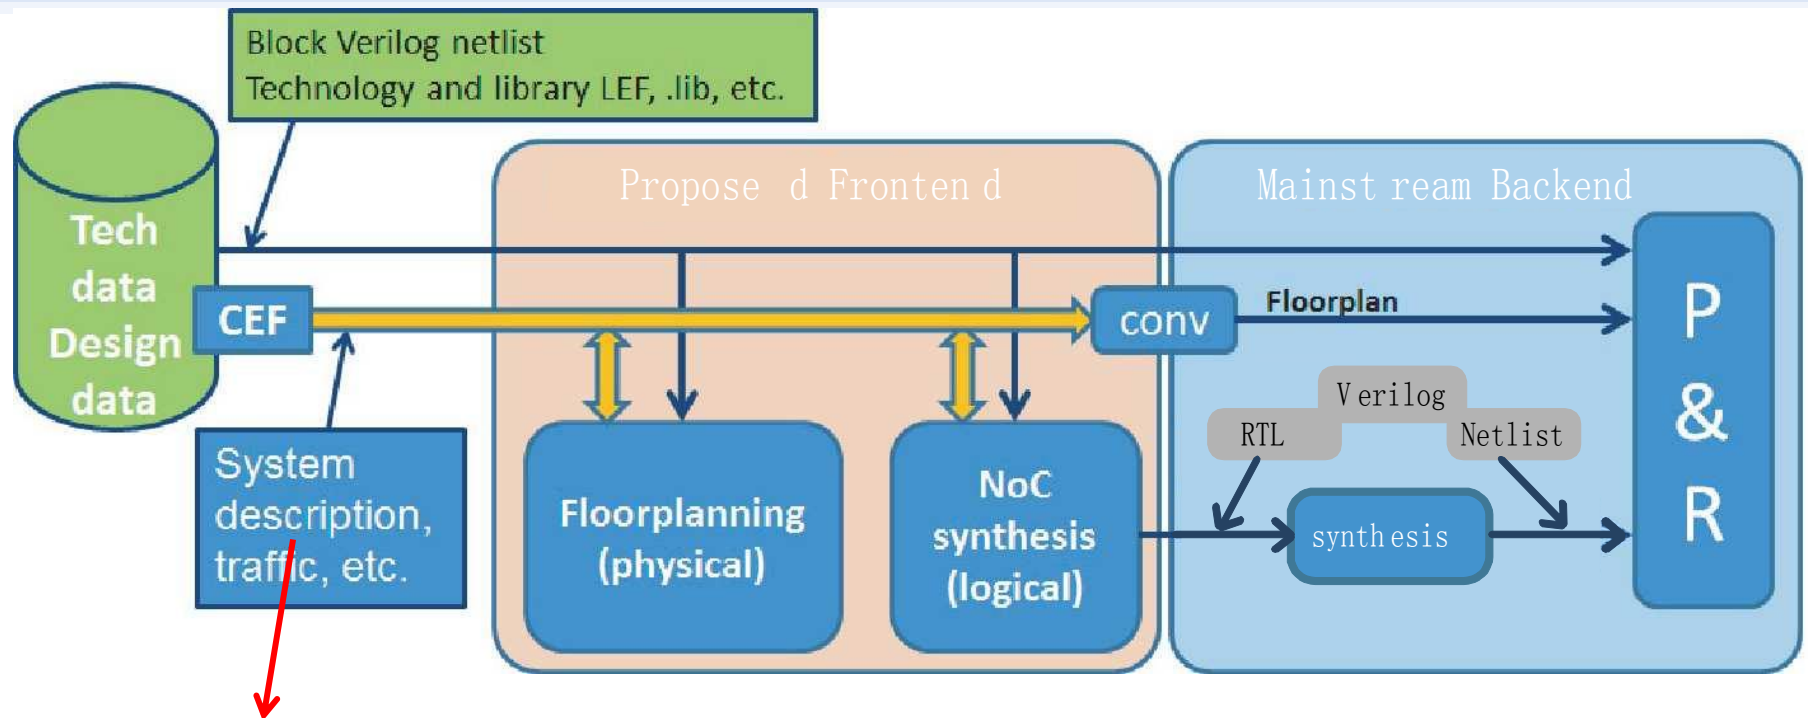 Block Verilog netlist
Technology and library LEF, .lib, etc.
Propose d Fronten d
Mainst ream Backend
Tech
data
Design
data
CEF
conv
Floorplan
P
&
R
System
description,
traffic, etc.
Floorplanning
(physical)
NoC
synthesis
(logical)
RTL
V erilog
Netlist
synth esis